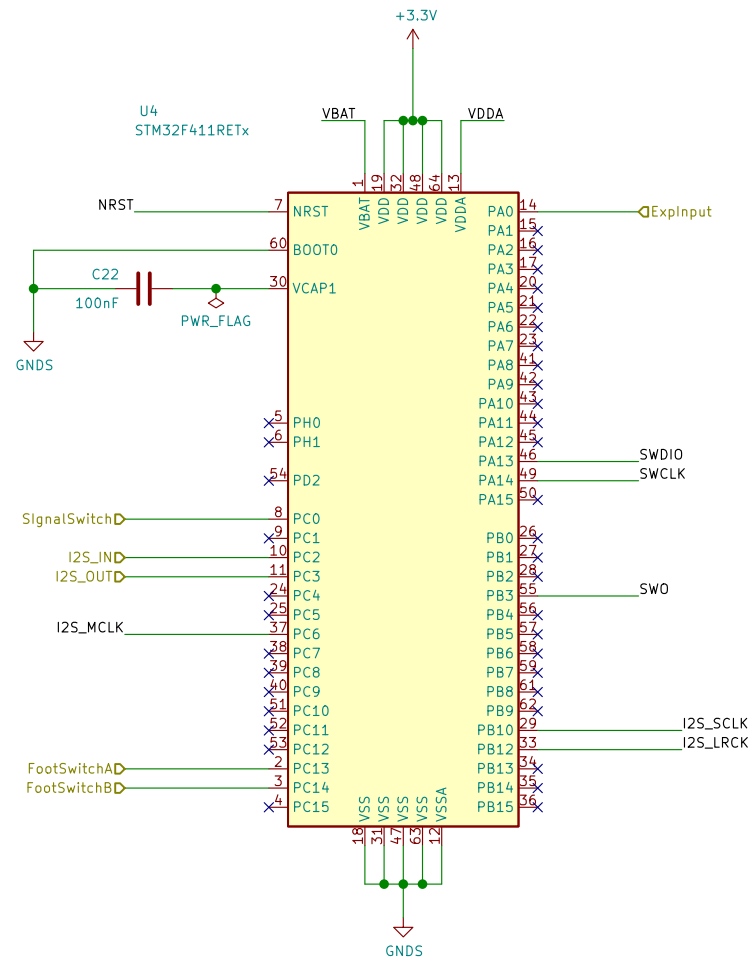 +3.3V
U4
STM32F411RETx
VBAT
VDDA
1
19
32
48
64
13
VBAT
VDD
VDD
VDD
VDD
VDDA
NRST
7
NRST
60
BOOT0
C22
100nF
30
VCAP1
PWR_FLAG
GNDS
5
PH0
6
PH1
54
PD2
SIgnalSwitch
8
PC0
9
PC1
I2S_IN
10
PC2
I2S_OUT
11
PC3
24
PC4
25
PC5
I2S_MCLK
37
PC6
38
PC7
39
PC8
40
PC9
51
PC10
52
PC11
53
PC12
FootSwitchA
2
PC13
FootSwitchB
3
PC14
4
PC15
PA0
14
ExpInput
PA1
15
PA2
16
PA3
17
PA4
20
PA5
21
PA6
22
PA7
23
PA8
41
PA9
42
PA10
43
PA11
44
PA12
45
PA13
46
SWDIO
PA14
49
SWCLK
PA15
50
PB0
26
PB1
27
PB2
28
PB3
55
SWO
PB4
56
PB5
57
PB6
58
PB7
59
PB8
61
PB9
62
PB10
29
I2S_SCLK
PB12
33
I2S_LRCK
PB13
34
PB14
35
PB15
36
VSS
VSS
VSS
VSS
VSSA
18
31
47
63
12
GNDS